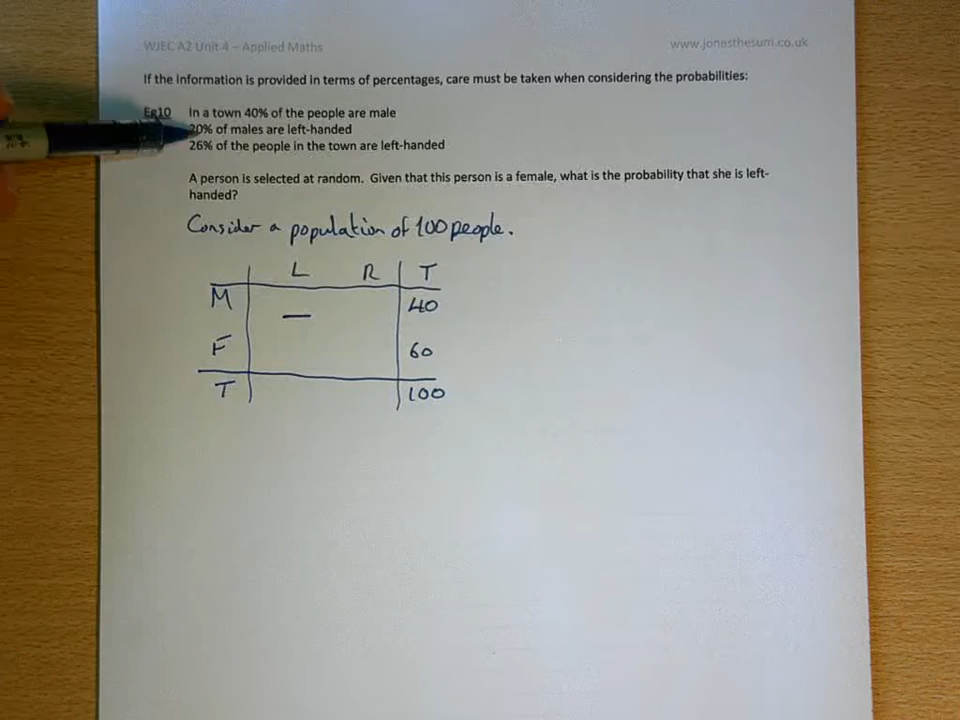 WJEC A2 Unit 4 – Applied Maths www.jonesthesum.co.uk
If the information is provided in terms of percentages, care must be taken when considering the probabilities:
Eg10 In a town 40% of the people are male
20% of males are left-handed
26% of the people in the town are left-handed
A person is selected at random. Given that this person is a female, what is the probability that she is left-
handed?
Consider a population of 100 people.
L R T
M 40
F 60
T 100